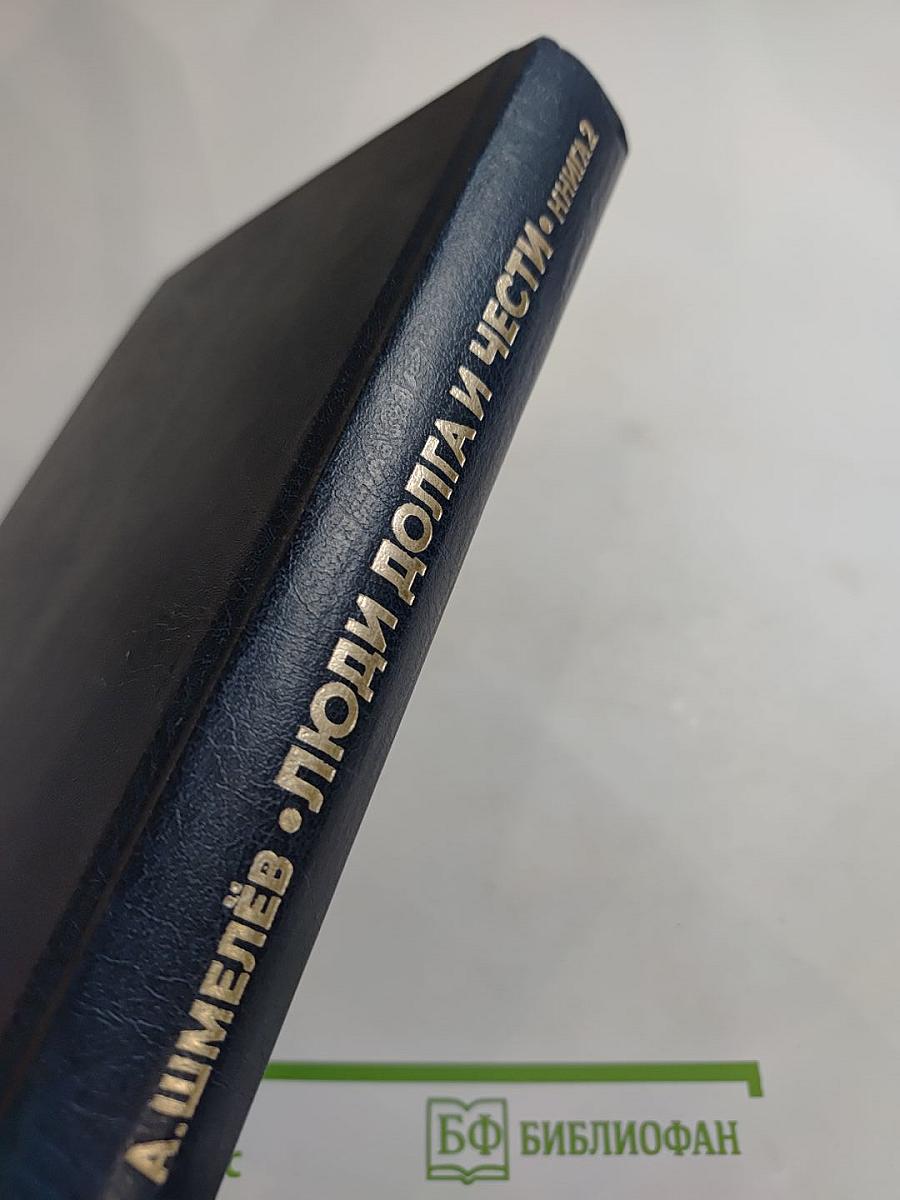 А. ШМЕЛЁВ • ЛЮДИ ДОЛГА И ЧЕСТИ • КНИГА 2
БФ БИБЛИОФАН
с